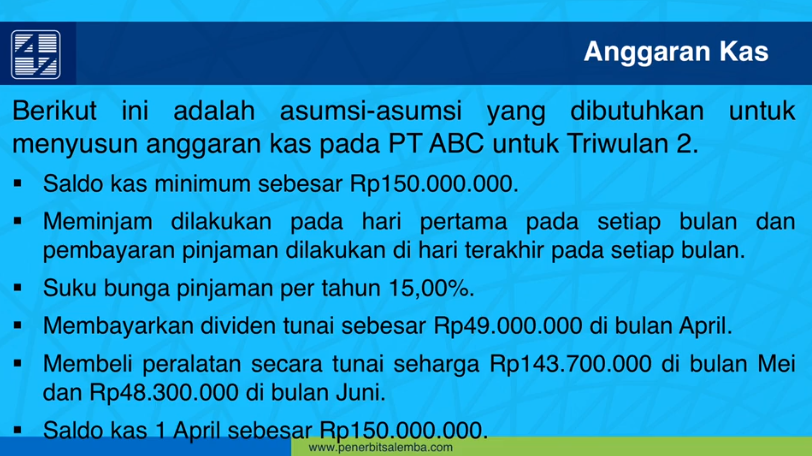 Anggaran Kas
Berikut ini adalah asumsi-asumsi yang dibutuhkan untuk
menyusun anggaran kas pada PT ABC untuk Triwulan 2.
▪ Saldo kas minimum sebesar Rp150.000.000.
▪ Meminjam dilakukan pada hari pertama pada setiap bulan dan
pembayaran pinjaman dilakukan di hari terakhir pada setiap bulan.
▪ Suku bunga pinjaman per tahun 15,00%.
▪ Membayarkan dividen tunai sebesar Rp49.000.000 di bulan April.
▪ Membeli peralatan secara tunai seharga Rp143.700.000 di bulan Mei
dan Rp48.300.000 di bulan Juni.
▪ Saldo kas 1 April sebesar Rp150.000.000.
www.penerbitsalemba.com